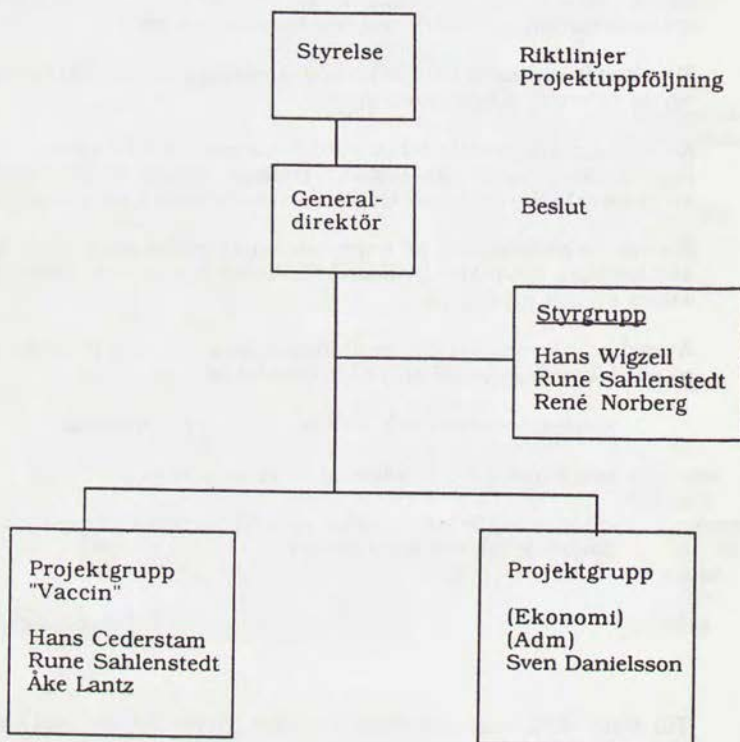 Styrelse
Riktlinjer
Projektuppföljning
General-
direktör
Beslut
Styrgrupp
Hans Wigzell
Rune Sahlenstedt
René Norberg
Projektgrupp
"Vaccin"
Hans Cederstam
Rune Sahlenstedt
Åke Lantz
Projektgrupp
(Ekonomi)
(Adm)
Sven Danielsson